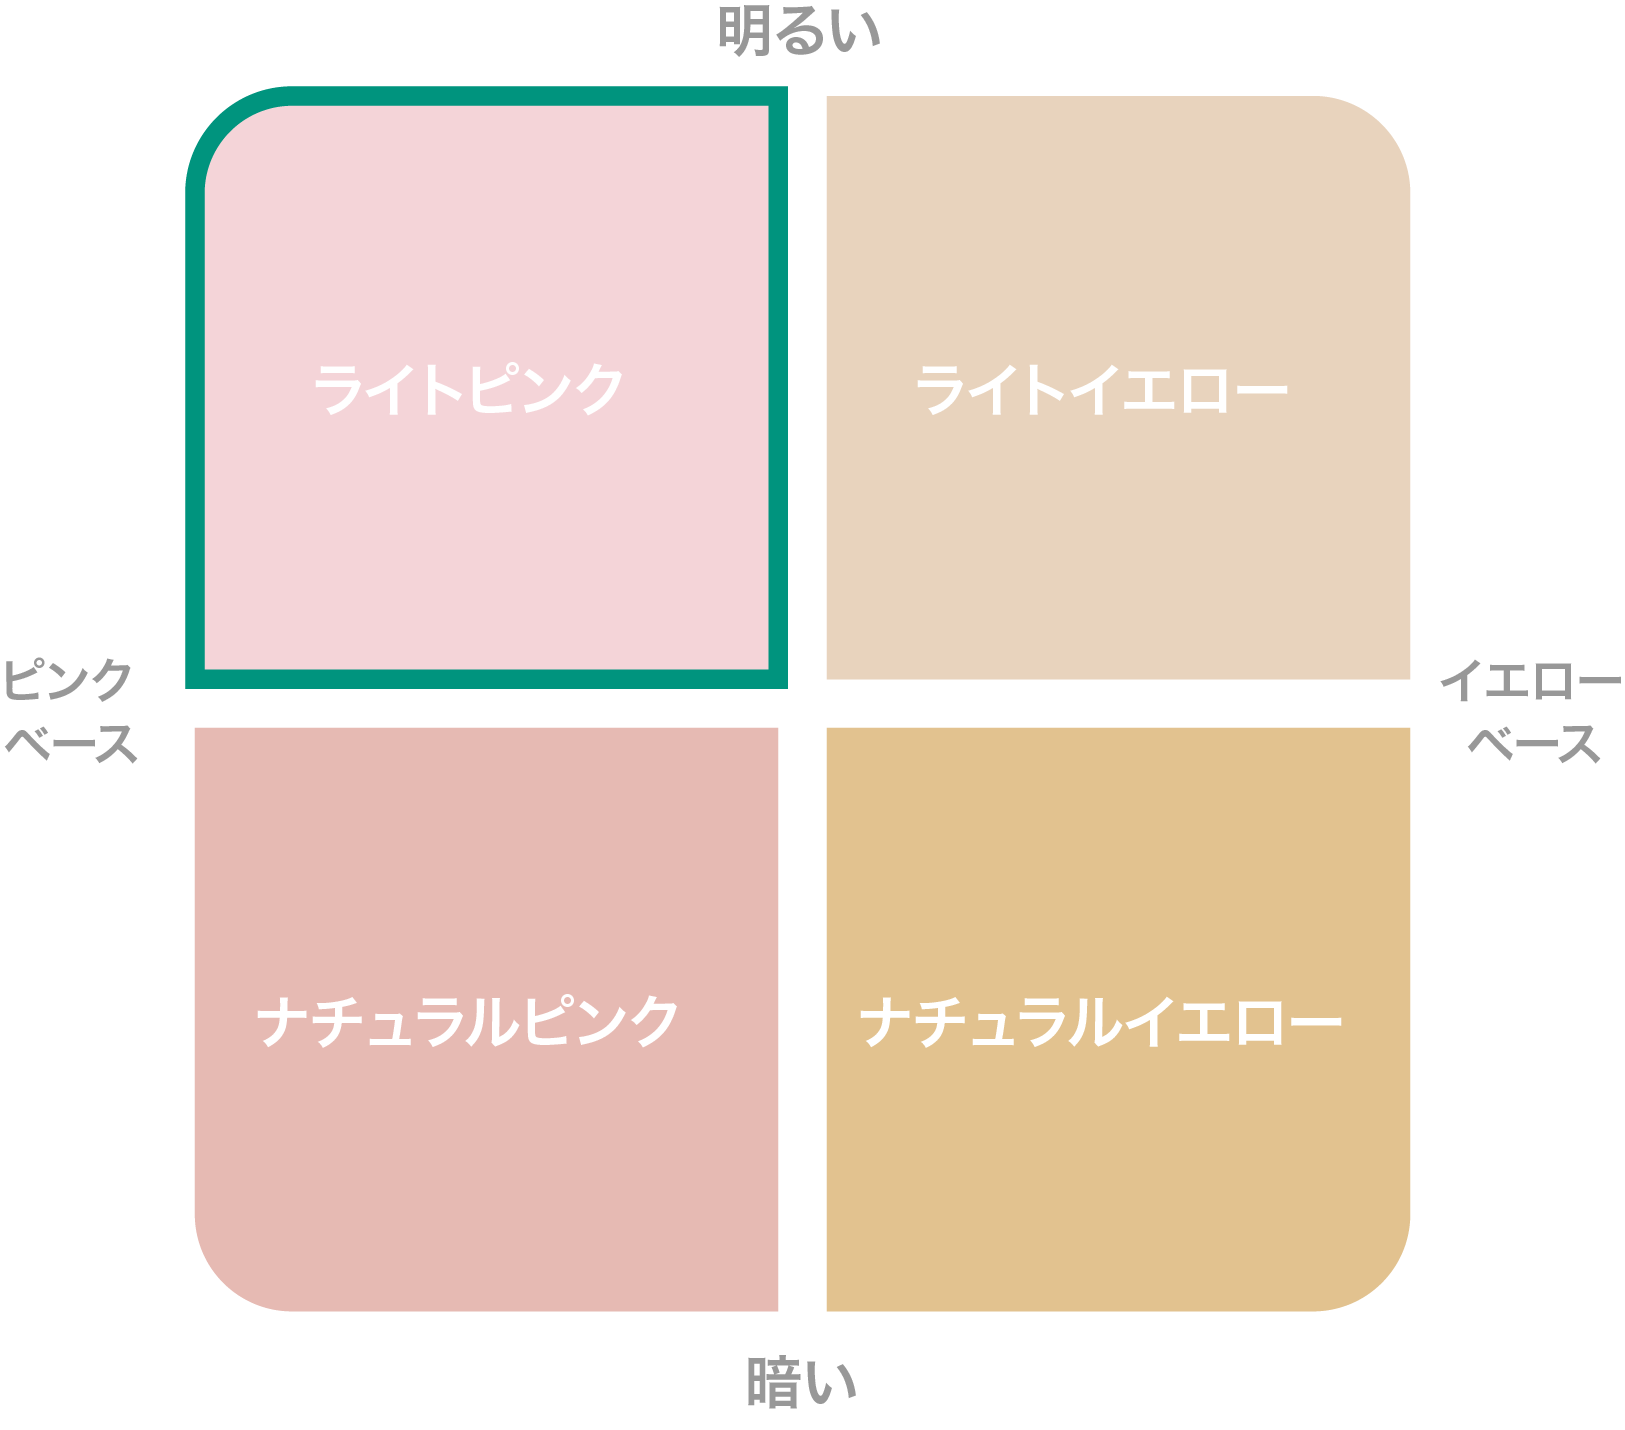 明るい
ライトピンク
ライトイエロー
ピンク
ベース
イエロー
ベース
ナチュラルピンク
ナチュラルイエロー
暗い